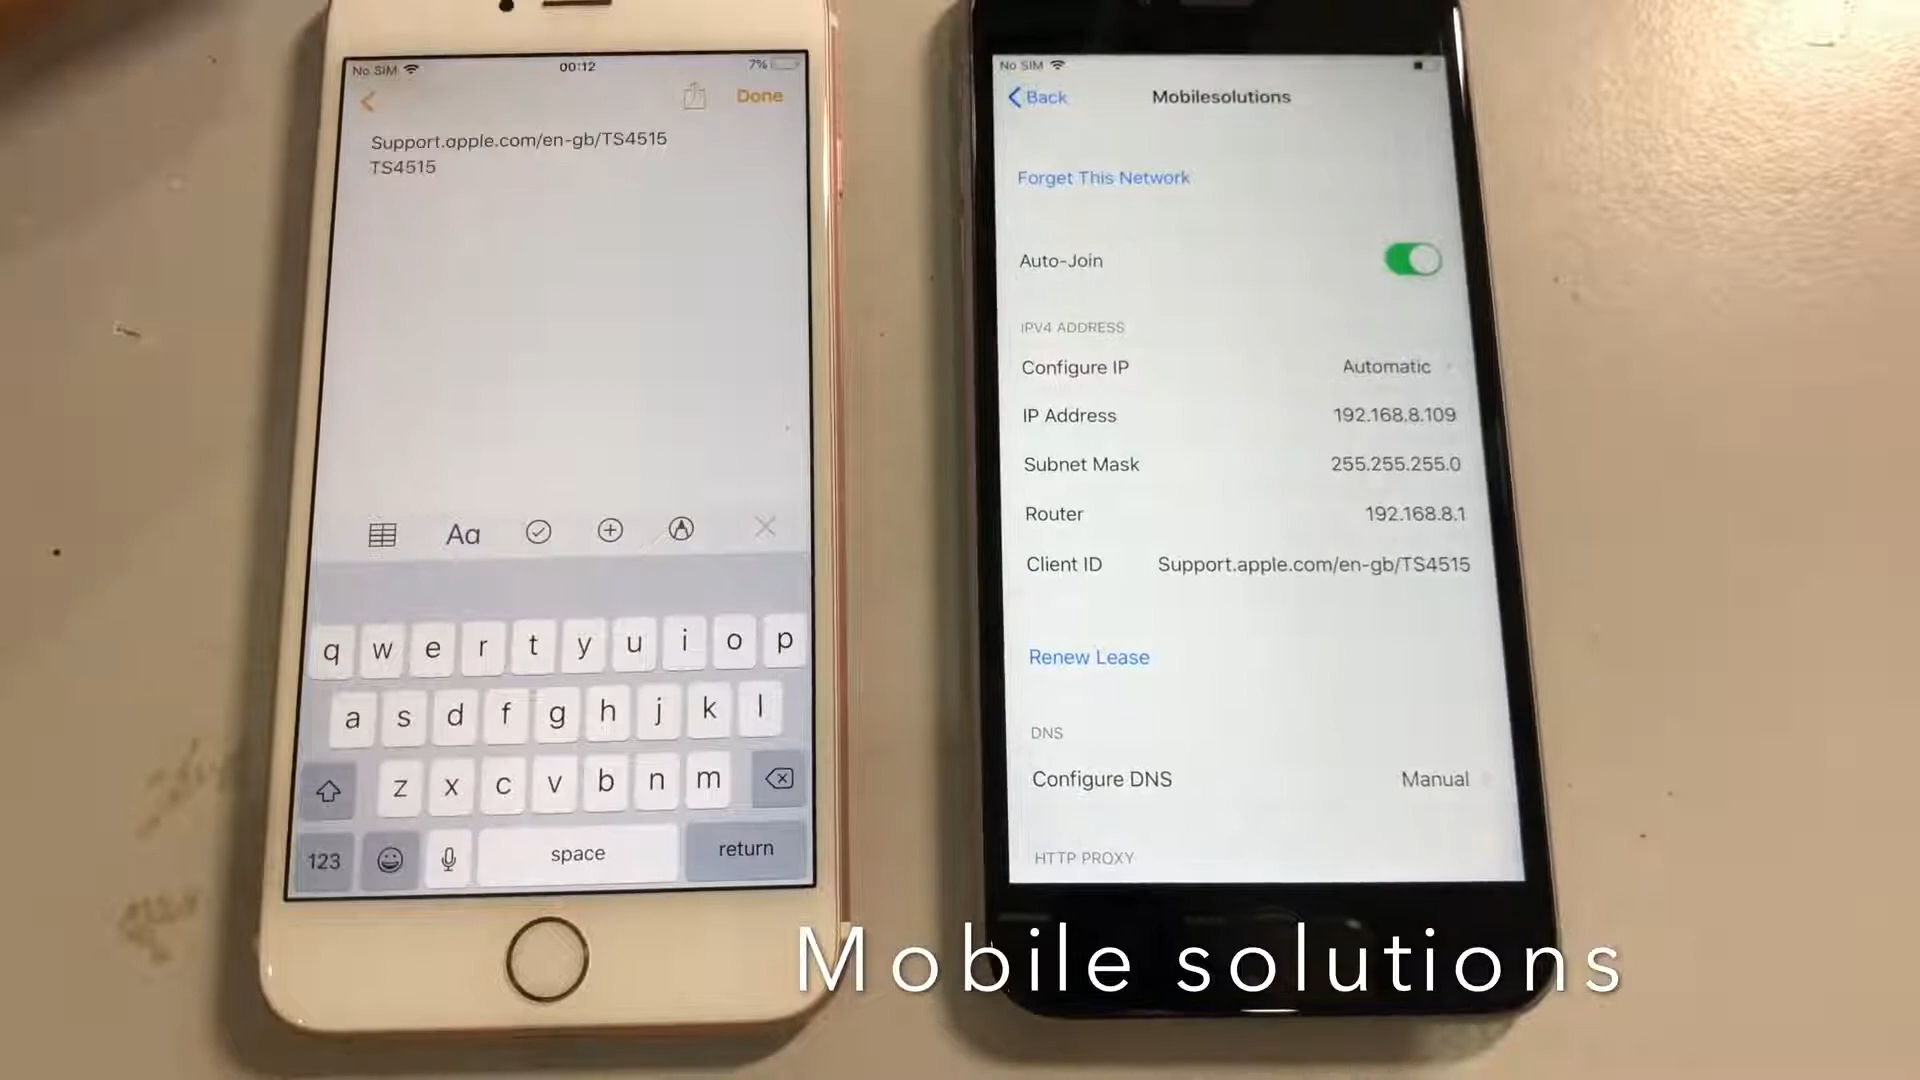 No SIM
00:12
7%
Done
Support.apple.com/en-gb/TS4515
TS4515
Aa
q w e r t y u i o p
a s d f g h j k l
z x c v b n m
123
space
return
No SIM
Back
Mobilesolutions
Forget This Network
Auto-Join
IPV4 ADDRESS
Configure IP Automatic
IP Address 192.168.8.109
Subnet Mask 255.255.255.0
Router 192.168.8.1
Client ID Support.apple.com/en-gb/TS4515
Renew Lease
DNS
Configure DNS Manual
HTTP PROXY
Mobile solutions